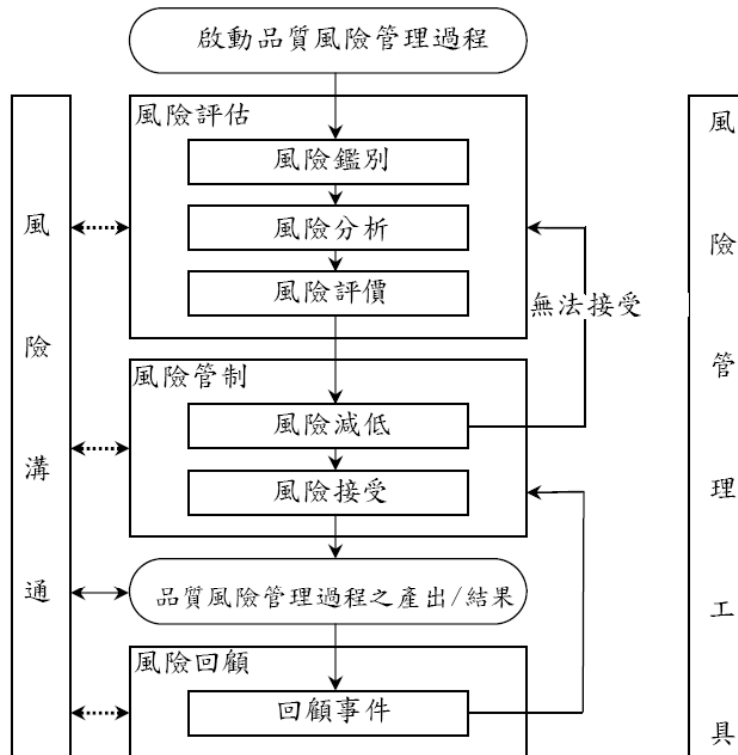 啟動品質風險管理過程
風險評估
風險鑑別
風險分析
風險評價
無法接受
風險管制
風險減低
風險接受
品質風險管理過程之產出/結果
風險回顧
回顧事件
風險溝通
風險管理工具